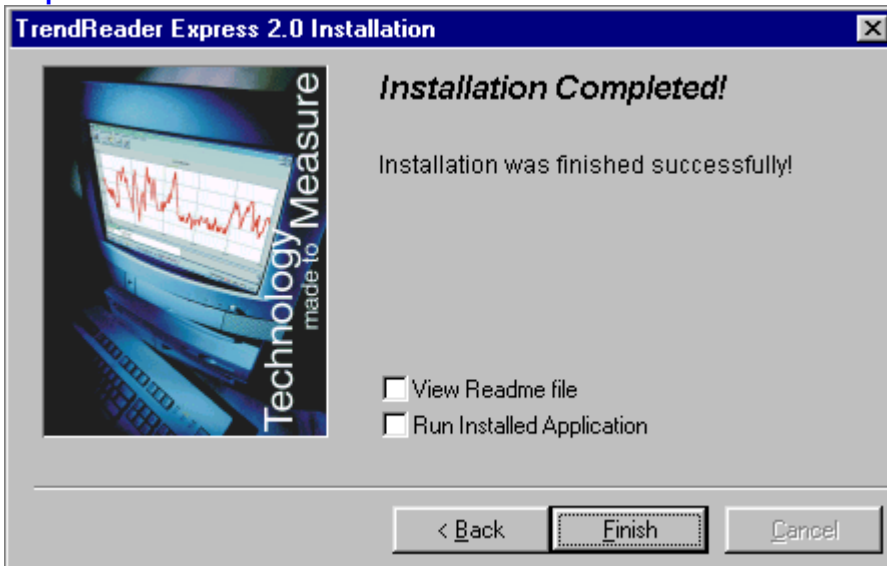 TrendReader Express 2.0 Installation
Technology
made to Measure
Installation Completed!
Installation was finished successfully!
View Readme file
Run Installed Application
< Back
Finish
Cancel